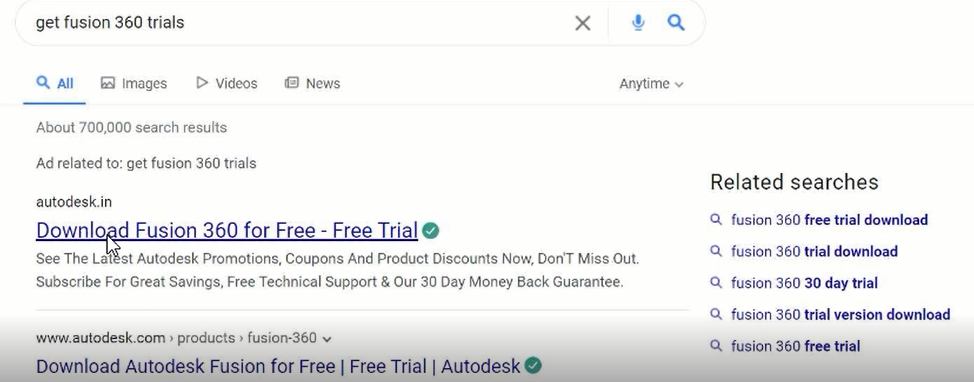 get fusion 360 trials
All Images Videos News Anytime
About 700,000 search results
Ad related to: get fusion 360 trials
autodesk.in
Download Fusion 360 for Free - Free Trial
See The Latest Autodesk Promotions, Coupons And Product Discounts Now, Don'T Miss Out.
Subscribe For Great Savings, Free Technical Support & Our 30 Day Money Back Guarantee.
www.autodesk.com › products › fusion-360
Download Autodesk Fusion for Free | Free Trial | Autodesk
Related searches
fusion 360 free trial download
fusion 360 trial download
fusion 360 30 day trial
fusion 360 trial version download
fusion 360 free trial